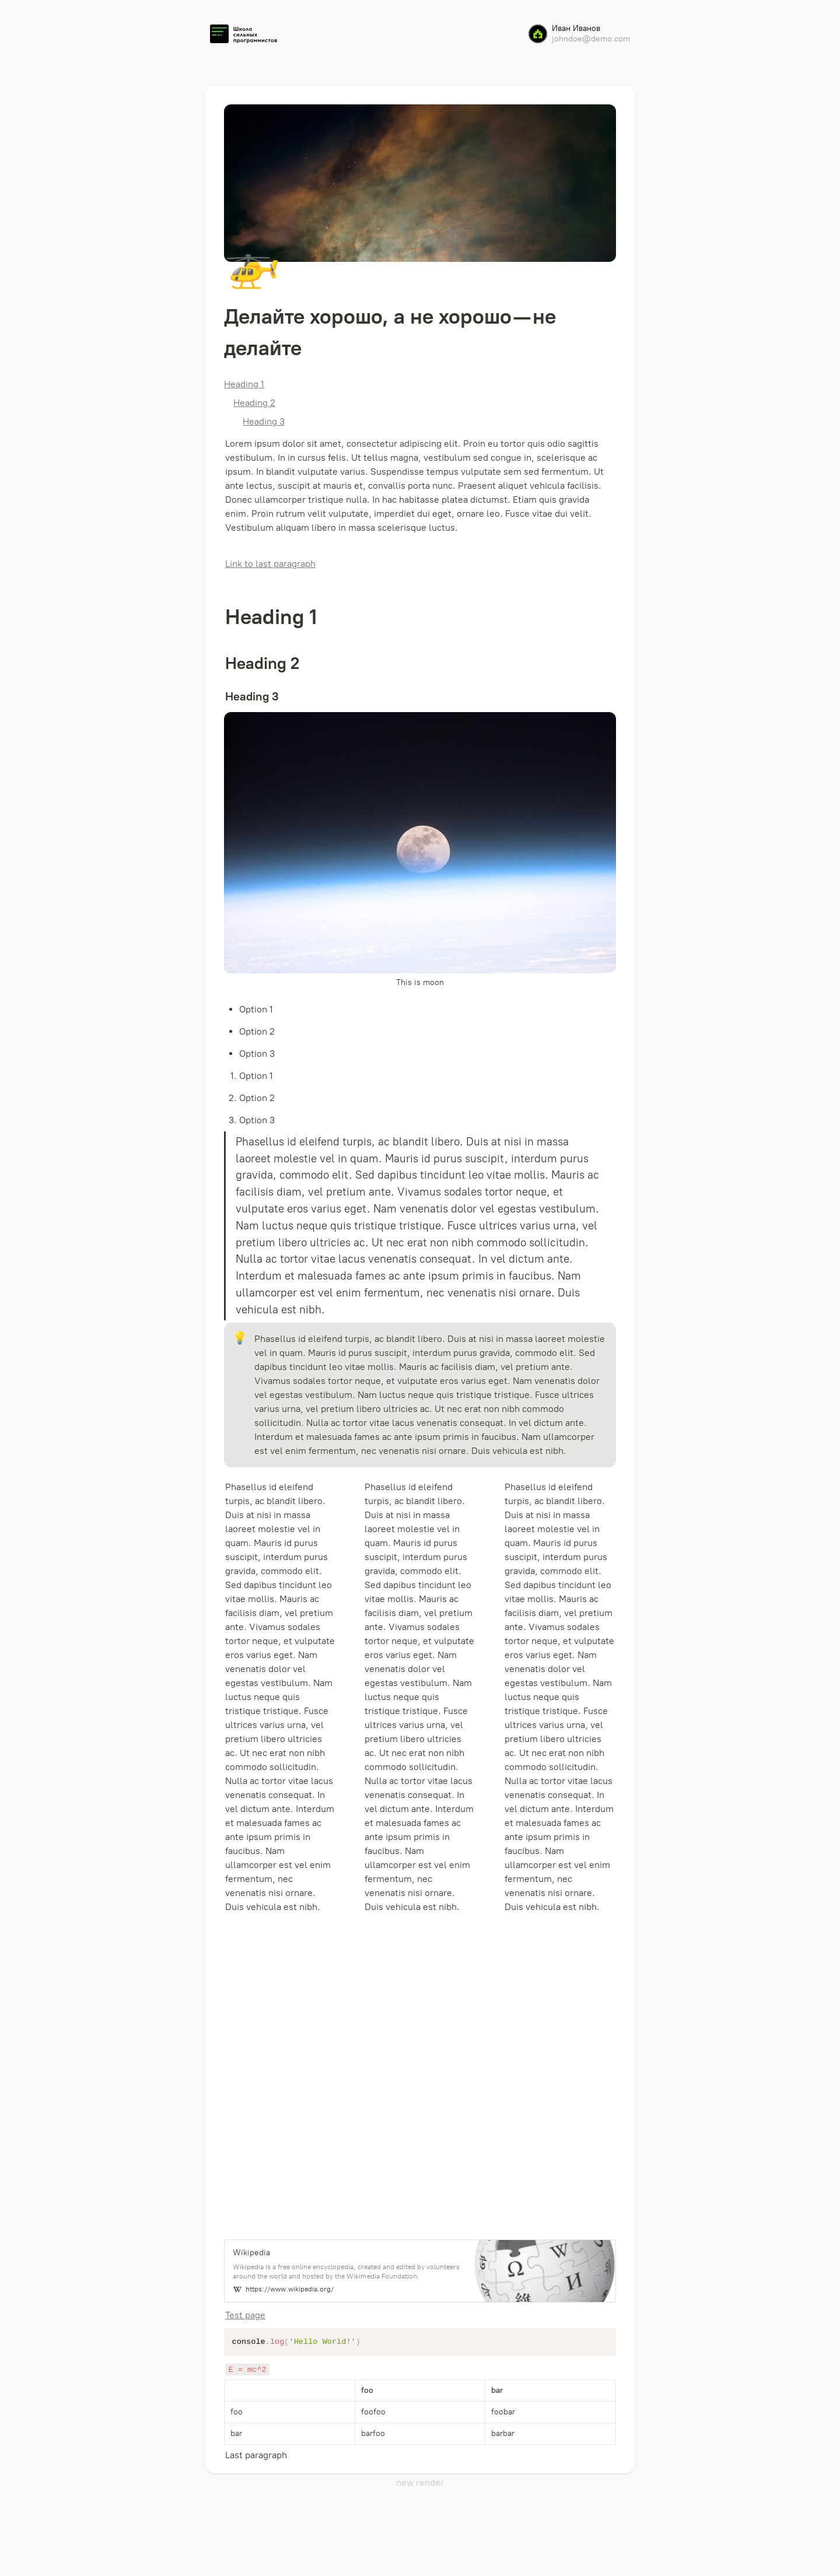 Школа
сильных
программистов
Иван Иванов
johndoe@demo.com
Делайте хорошо, а не хорошо — не
делайте
Heading 1
Heading 2
Heading 3
Lorem ipsum dolor sit amet, consectetur adipiscing elit. Proin eu tortor quis odio sagittis
vestibulum. In in cursus felis. Ut tellus magna, vestibulum sed congue in, scelerisque ac
ipsum. In blandit vulputate varius. Suspendisse tempus vulputate sem sed fermentum. Ut
ante lectus, suscipit at mauris et, convallis porta nunc. Praesent aliquet vehicula facilisis.
Donec ullamcorper tristique nulla. In hac habitasse platea dictumst. Etiam quis gravida
enim. Proin rutrum velit vulputate, imperdiet dui eget, ornare leo. Fusce vitae dui velit.
Vestibulum aliquam libero in massa scelerisque luctus.
Link to last paragraph
Heading 1
Heading 2
Heading 3
This is moon
• Option 1
• Option 2
• Option 3
1. Option 1
2. Option 2
3. Option 3
Phasellus id eleifend turpis, ac blandit libero. Duis at nisi in massa
laoreet molestie vel in quam. Mauris id purus suscipit, interdum purus
gravida, commodo elit. Sed dapibus tincidunt leo vitae mollis. Mauris ac
facilisis diam, vel pretium ante. Vivamus sodales tortor neque, et
vulputate eros varius eget. Nam venenatis dolor vel egestas vestibulum.
Nam luctus neque quis tristique tristique. Fusce ultrices varius urna, vel
pretium libero ultricies ac. Ut nec erat non nibh commodo sollicitudin.
Nulla ac tortor vitae lacus venenatis consequat. In vel dictum ante.
Interdum et malesuada fames ac ante ipsum primis in faucibus. Nam
ullamcorper est vel enim fermentum, nec venenatis nisi ornare. Duis
vehicula est nibh.
Phasellus id eleifend turpis, ac blandit libero. Duis at nisi in massa laoreet molestie
vel in quam. Mauris id purus suscipit, interdum purus gravida, commodo elit. Sed
dapibus tincidunt leo vitae mollis. Mauris ac facilisis diam, vel pretium ante.
Vivamus sodales tortor neque, et vulputate eros varius eget. Nam venenatis dolor
vel egestas vestibulum. Nam luctus neque quis tristique tristique. Fusce ultrices
varius urna, vel pretium libero ultricies ac. Ut nec erat non nibh commodo
sollicitudin. Nulla ac tortor vitae lacus venenatis consequat. In vel dictum ante.
Interdum et malesuada fames ac ante ipsum primis in faucibus. Nam ullamcorper
est vel enim fermentum, nec venenatis nisi ornare. Duis vehicula est nibh.
Phasellus id eleifend
turpis, ac blandit libero.
Duis at nisi in massa
laoreet molestie vel in
quam. Mauris id purus
suscipit, interdum purus
gravida, commodo elit.
Sed dapibus tincidunt leo
vitae mollis. Mauris ac
facilisis diam, vel pretium
ante. Vivamus sodales
tortor neque, et vulputate
eros varius eget. Nam
venenatis dolor vel
egestas vestibulum. Nam
luctus neque quis
tristique tristique. Fusce
ultrices varius urna, vel
pretium libero ultricies
ac. Ut nec erat non nibh
commodo sollicitudin.
Nulla ac tortor vitae lacus
venenatis consequat. In
vel dictum ante. Interdum
et malesuada fames ac
ante ipsum primis in
faucibus. Nam
ullamcorper est vel enim
fermentum, nec
venenatis nisi ornare.
Duis vehicula est nibh.
Phasellus id eleifend
turpis, ac blandit libero.
Duis at nisi in massa
laoreet molestie vel in
quam. Mauris id purus
suscipit, interdum purus
gravida, commodo elit.
Sed dapibus tincidunt leo
vitae mollis. Mauris ac
facilisis diam, vel pretium
ante. Vivamus sodales
tortor neque, et vulputate
eros varius eget. Nam
venenatis dolor vel
egestas vestibulum. Nam
luctus neque quis
tristique tristique. Fusce
ultrices varius urna, vel
pretium libero ultricies
ac. Ut nec erat non nibh
commodo sollicitudin.
Nulla ac tortor vitae lacus
venenatis consequat. In
vel dictum ante. Interdum
et malesuada fames ac
ante ipsum primis in
faucibus. Nam
ullamcorper est vel enim
fermentum, nec
venenatis nisi ornare.
Duis vehicula est nibh.
Phasellus id eleifend
turpis, ac blandit libero.
Duis at nisi in massa
laoreet molestie vel in
quam. Mauris id purus
suscipit, interdum purus
gravida, commodo elit.
Sed dapibus tincidunt leo
vitae mollis. Mauris ac
facilisis diam, vel pretium
ante. Vivamus sodales
tortor neque, et vulputate
eros varius eget. Nam
venenatis dolor vel
egestas vestibulum. Nam
luctus neque quis
tristique tristique. Fusce
ultrices varius urna, vel
pretium libero ultricies
ac. Ut nec erat non nibh
commodo sollicitudin.
Nulla ac tortor vitae lacus
venenatis consequat. In
vel dictum ante. Interdum
et malesuada fames ac
ante ipsum primis in
faucibus. Nam
ullamcorper est vel enim
fermentum, nec
venenatis nisi ornare.
Duis vehicula est nibh.
Wikipedia
Wikipedia is a free online encyclopedia, created and edited by volunteers
around the world and hosted by the Wikimedia Foundation.
W https://www.wikipedia.org/
Ω W И 維
Test page
console.log('Hello World!')
E = mc^2
foo bar
foo foofoo foobar
bar barfoo barbar
Last paragraph
new render